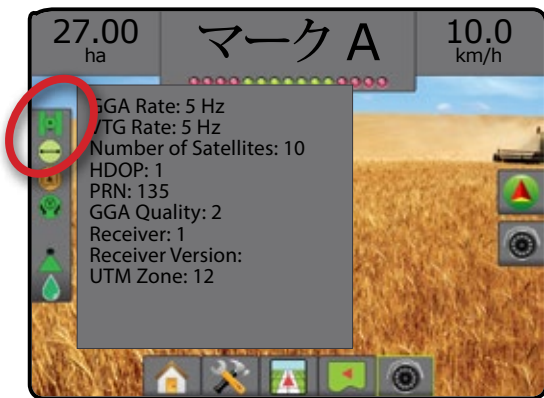 27.00
ha
マーク A
10.0
km/h
GGA Rate: 5 Hz
VTG Rate: 5 Hz
Number of Satellites: 10
HDOP: 1
PRN: 135
GGA Quality: 2
Receiver: 1
Receiver Version:
UTM Zone: 12